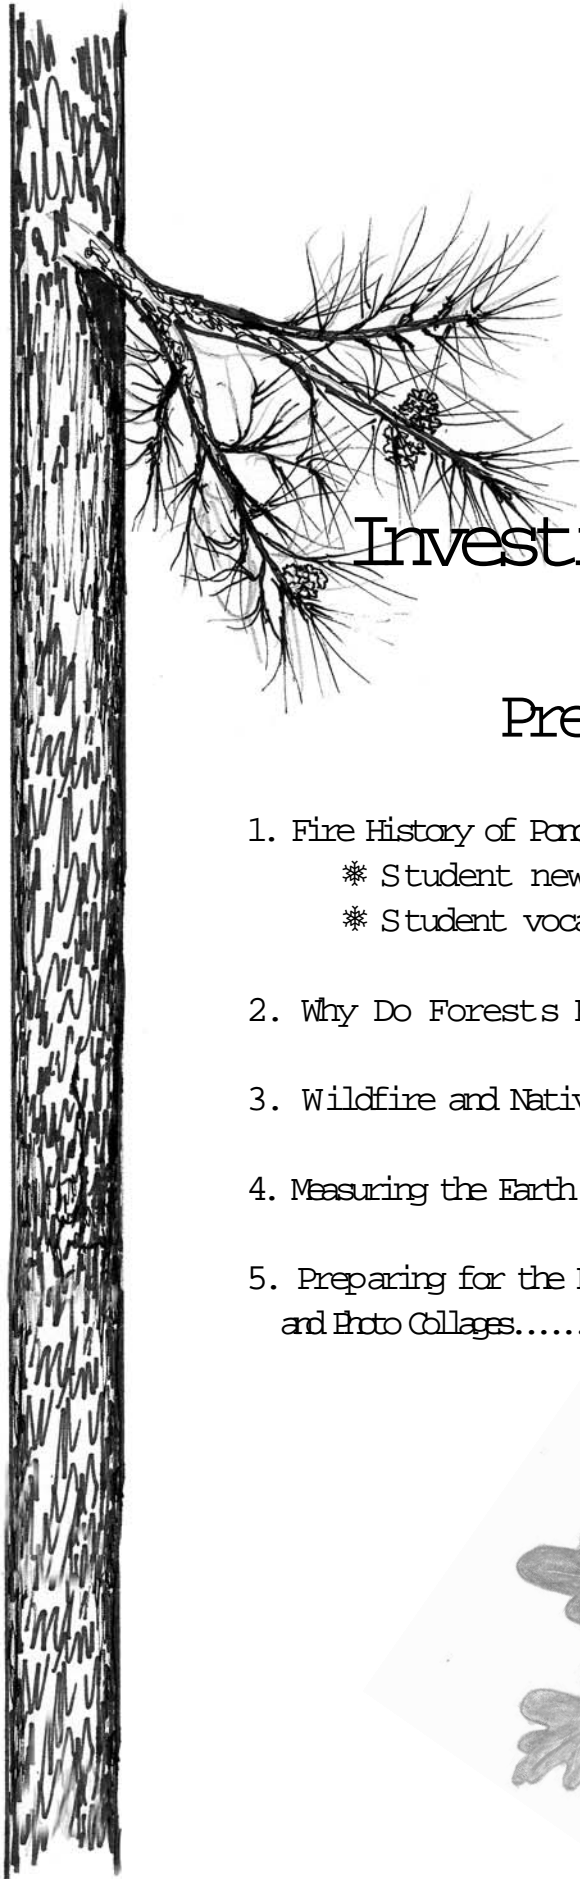 Investi
Pre
1. Fire History of Pond
❄ Student new
❄ Student voca
2. Why Do Forests
3. Wildfire and Nativ
4. Measuring the Earth
5. Preparing for the
and Photo Collages......